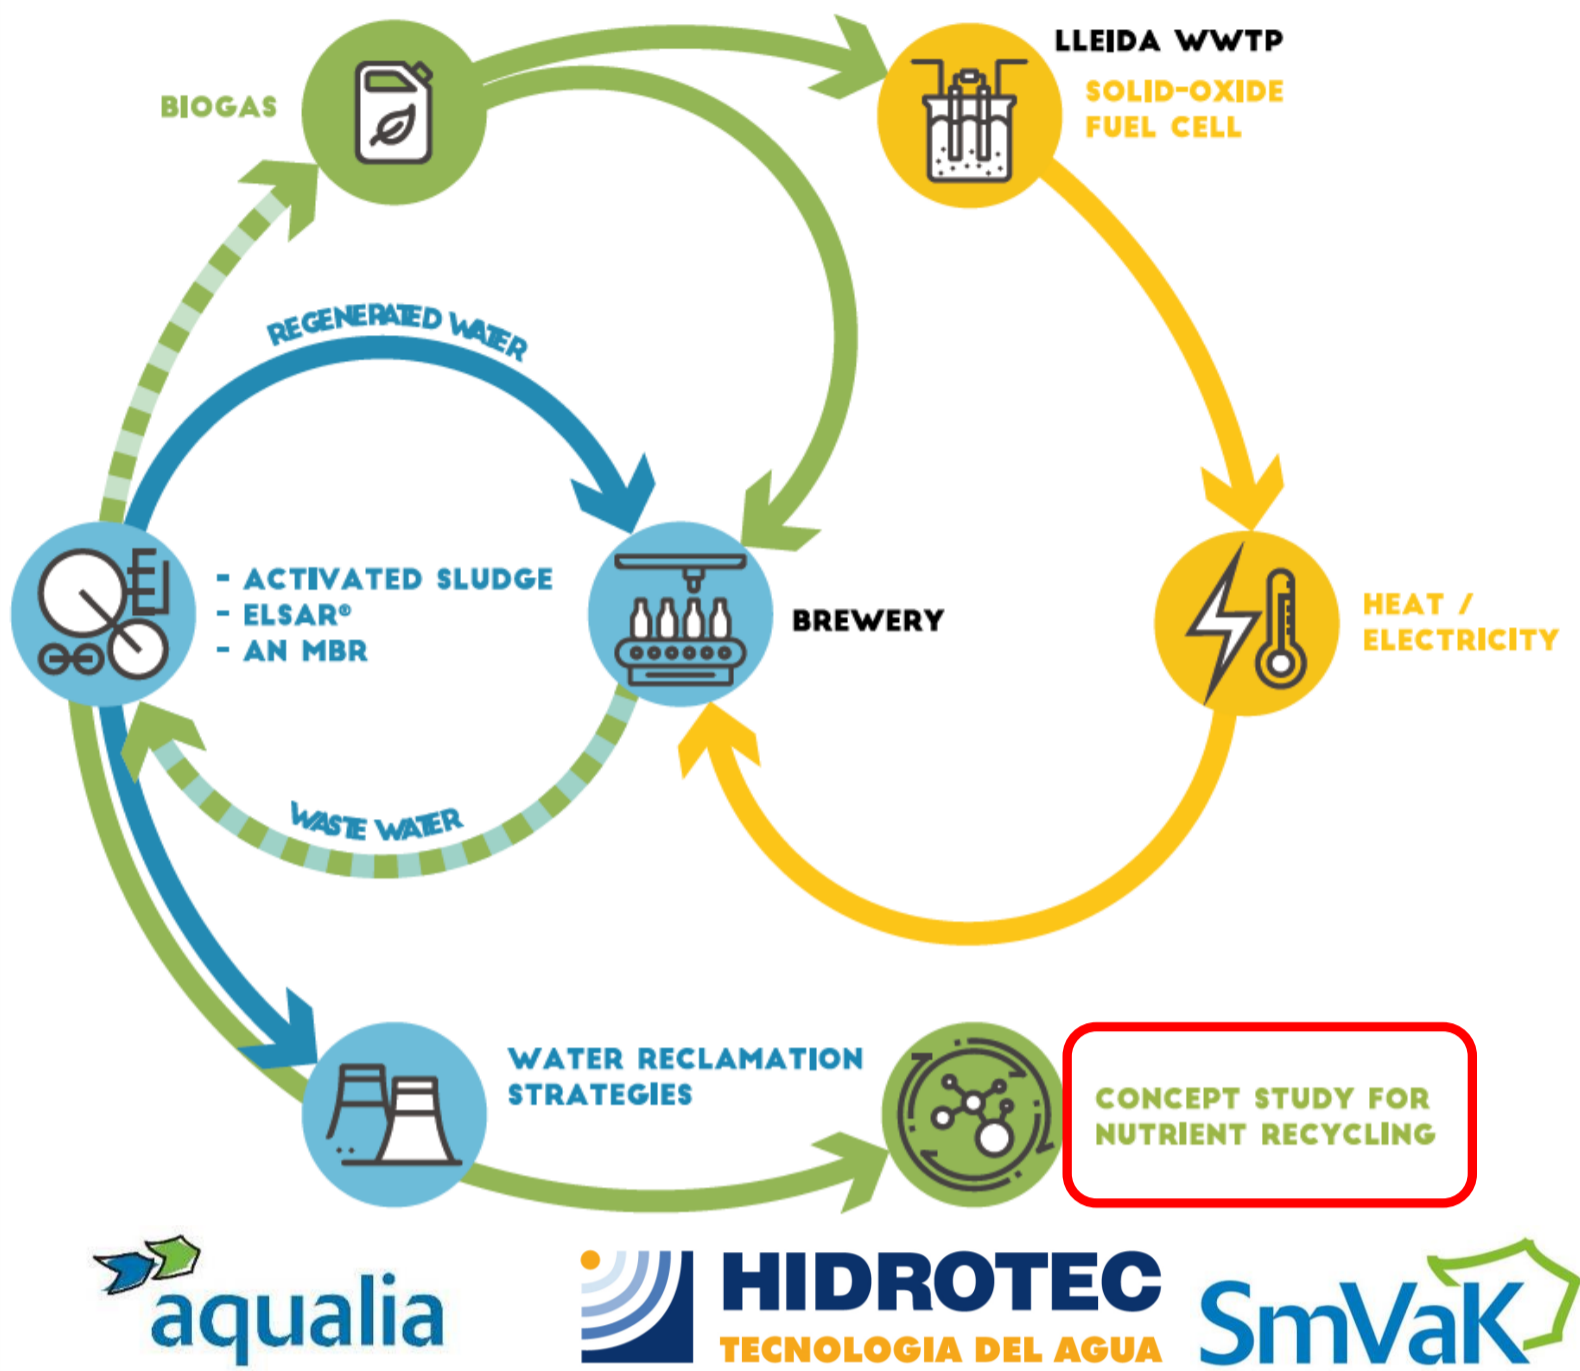 LLEIDA WWTP
SOLID-OXIDE
FUEL CELL
BIOGAS
REGENERATED WATER
- ACTIVATED SLUDGE
- ELSAR®
- AN MBR
BREWERY
HEAT /
ELECTRICITY
WASTE WATER
WATER RECLAMATION
STRATEGIES
CONCEPT STUDY FOR
NUTRIENT RECYCLING
aqualia
HIDROTEC
TECNOLOGIA DEL AGUA
SmVaK